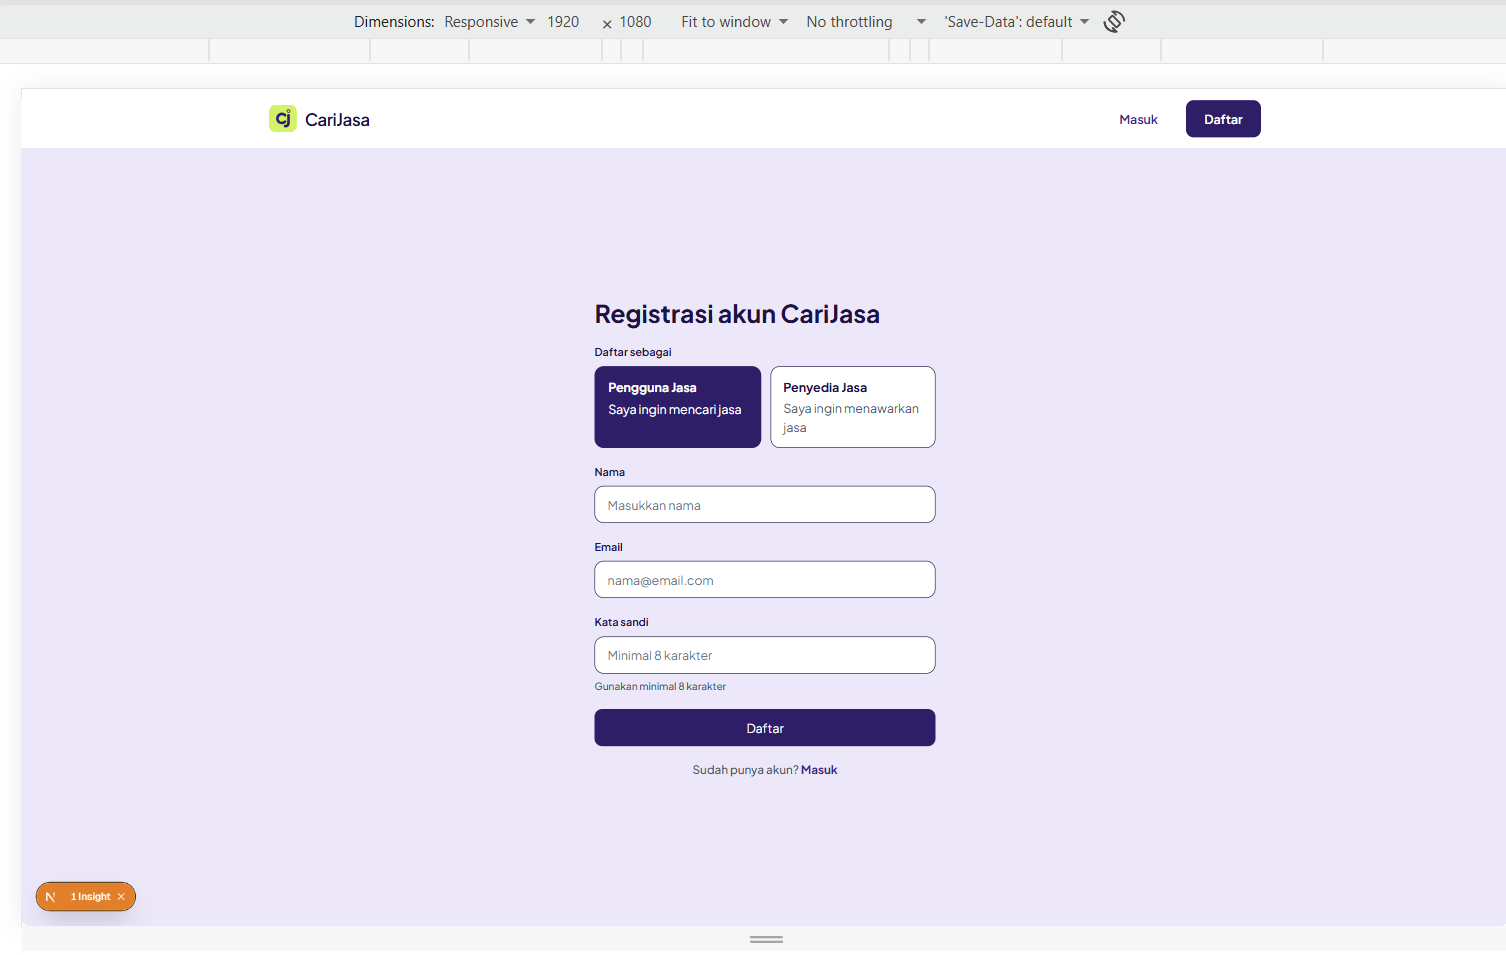 Dimensions: Responsive 1920 × 1080 Fit to window No throttling 'Save-Data': default
Cj CariJasa Masuk Daftar
Registrasi akun CariJasa
Daftar sebagai
Pengguna Jasa
Saya ingin mencari jasa
Penyedia Jasa
Saya ingin menawarkan
jasa
Nama
Masukkan nama
Email
nama@email.com
Kata sandi
Minimal 8 karakter
Gunakan minimal 8 karakter
Daftar
Sudah punya akun? Masuk
N 1 Insight ×